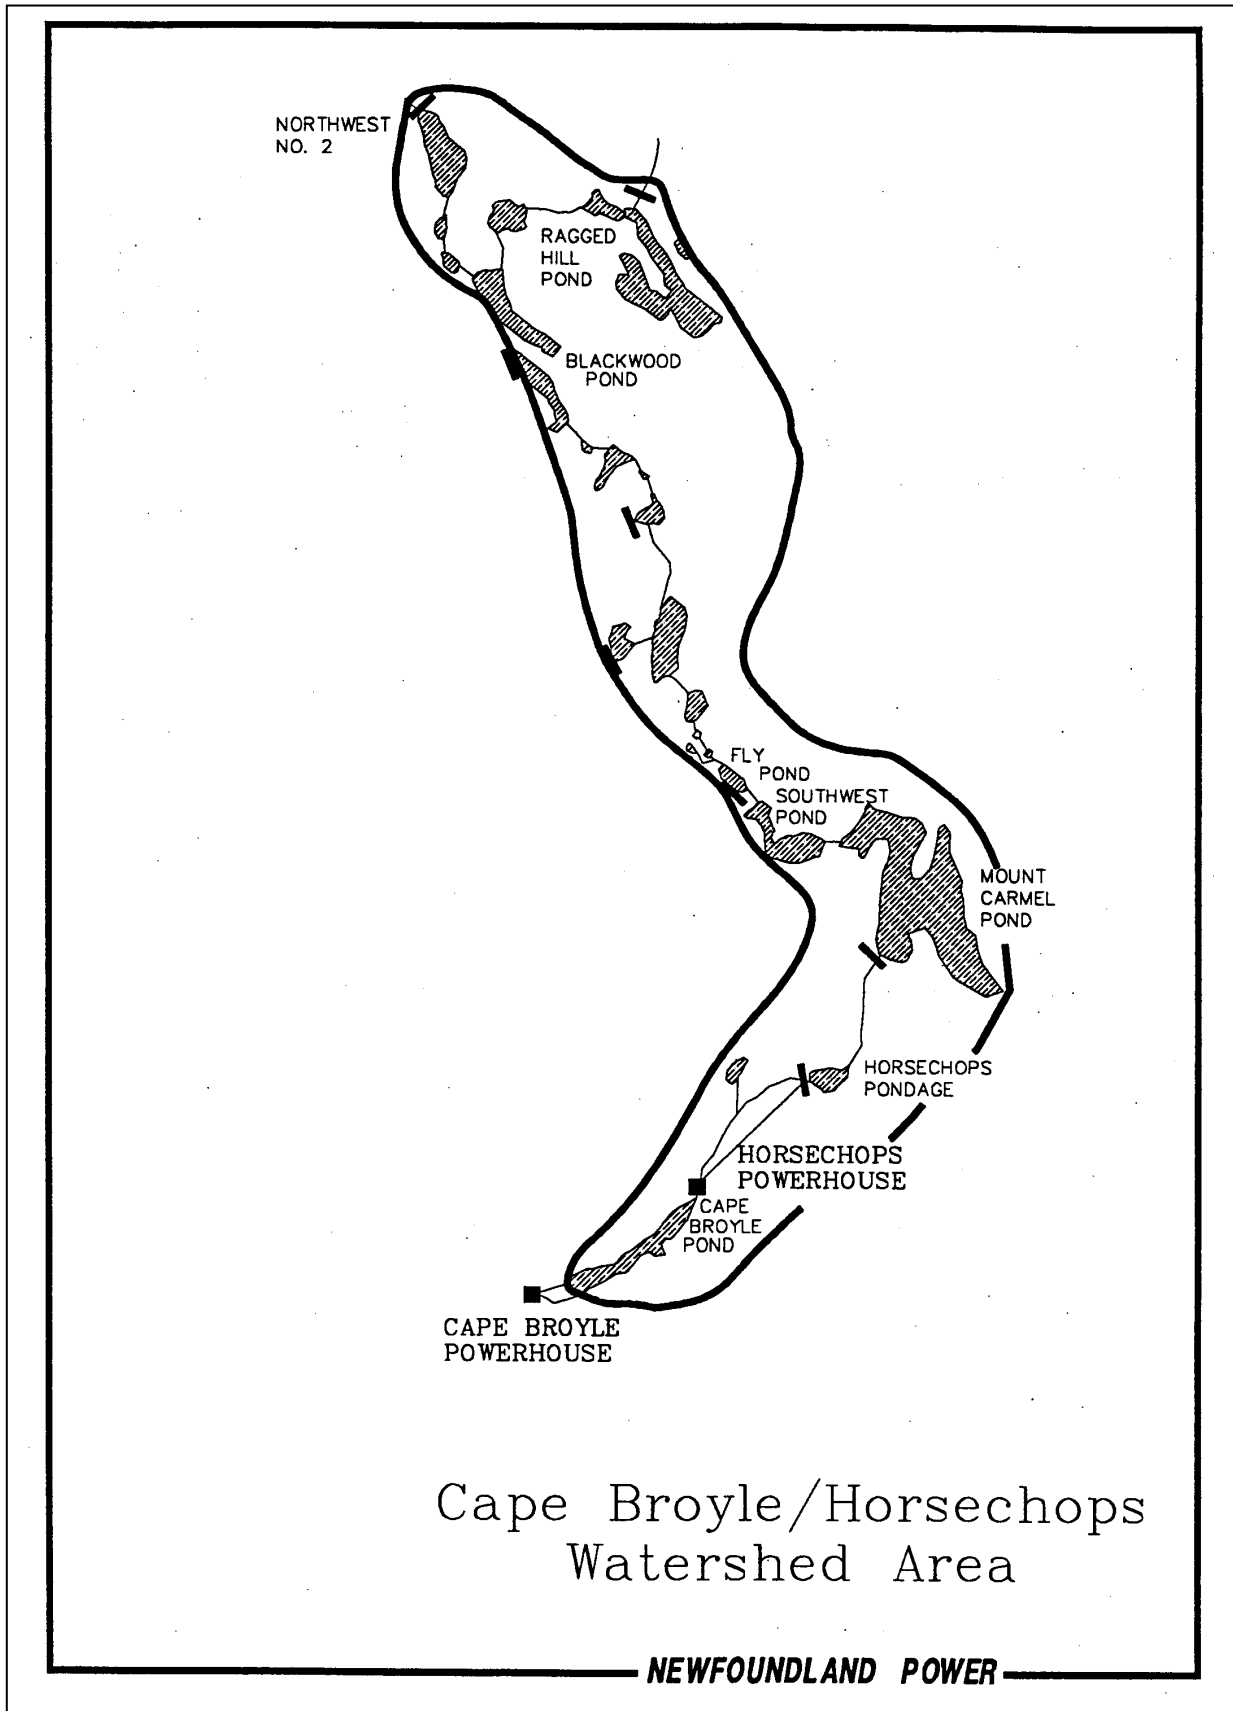 NORTHWEST
NO. 2
RAGGED
HILL
POND
BLACKWOOD
POND
FLY
POND
SOUTHWEST
POND
MOUNT
CARMEL
POND
HORSECHOPS
PONDAGE
HORSECHOPS
POWERHOUSE
CAPE
BROYLE
POND
CAPE BROYLE
POWERHOUSE
Cape Broyle/Horsechops
Watershed Area
NEWFOUNDLAND POWER